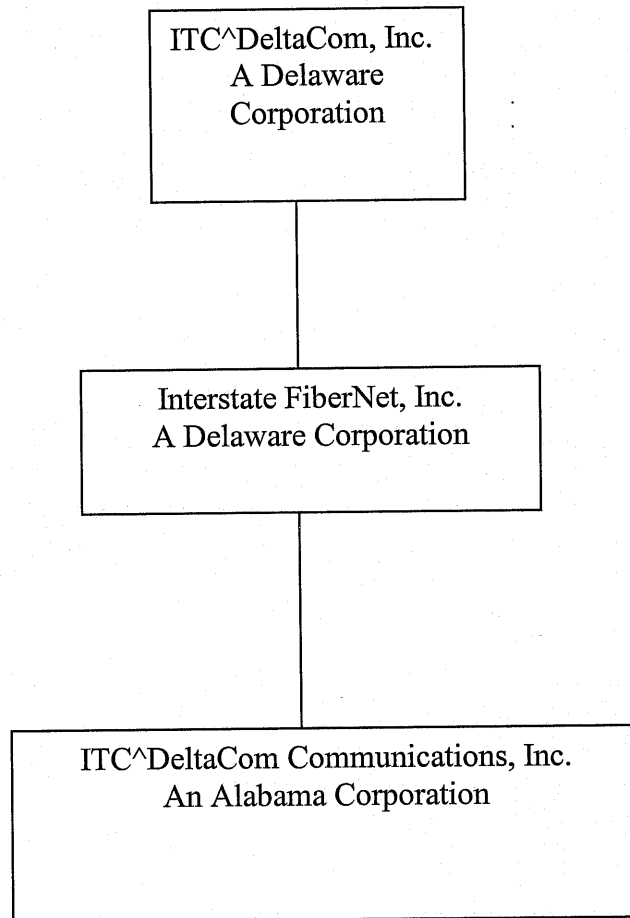 ITC^DeltaCom, Inc.
A Delaware
Corporation
Interstate FiberNet, Inc.
A Delaware Corporation
ITC^DeltaCom Communications, Inc.
An Alabama Corporation